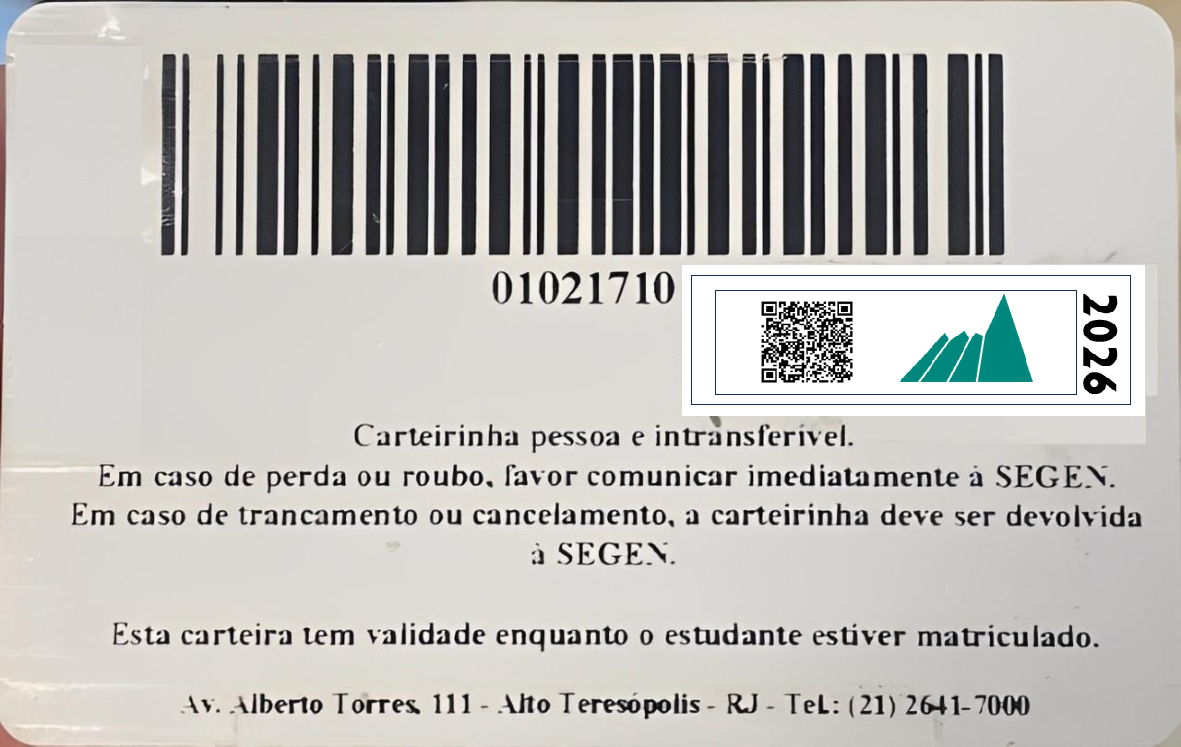 01021710
2026
Carteirinha pessoa e intransferível.
Em caso de perda ou roubo, favor comunicar imediatamente à SEGEN.
Em caso de trancamento ou cancelamento, a carteirinha deve ser devolvida
à SEGEN.
Esta carteira tem validade enquanto o estudante estiver matriculado.
Av. Alberto Torres, 111 - Alto Teresópolis - RJ - Tel.: (21) 2641-7000